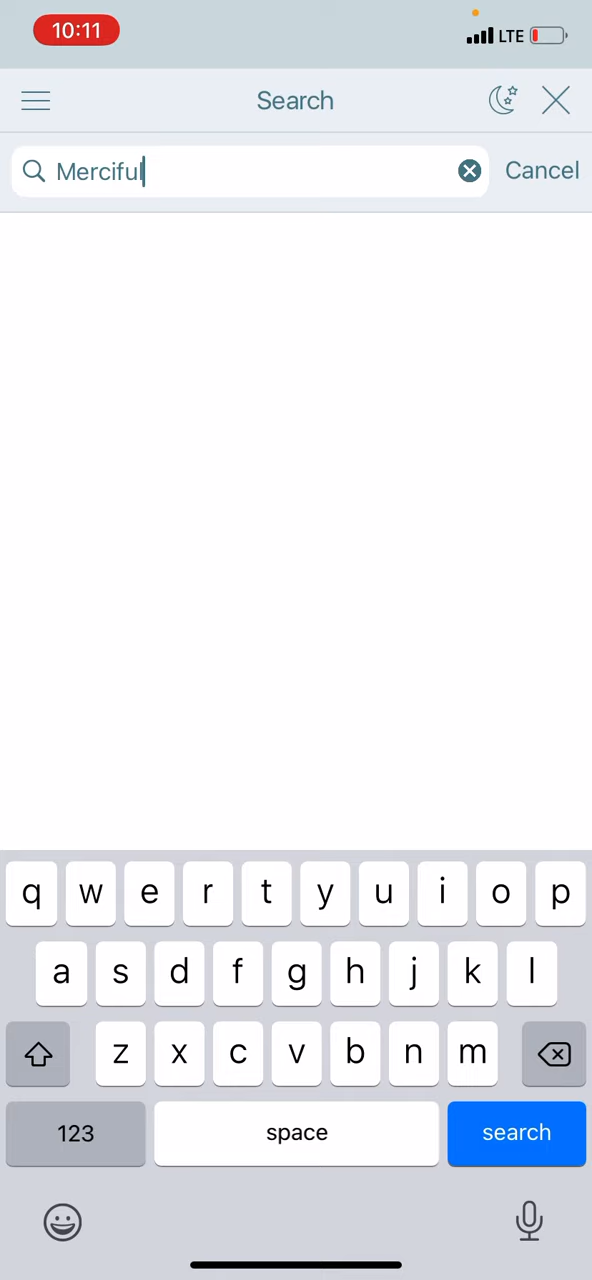 10:11
LTE
Search
Merciful
Cancel
q w e r t y u i o p
a s d f g h j k l
z x c v b n m
123
space
search